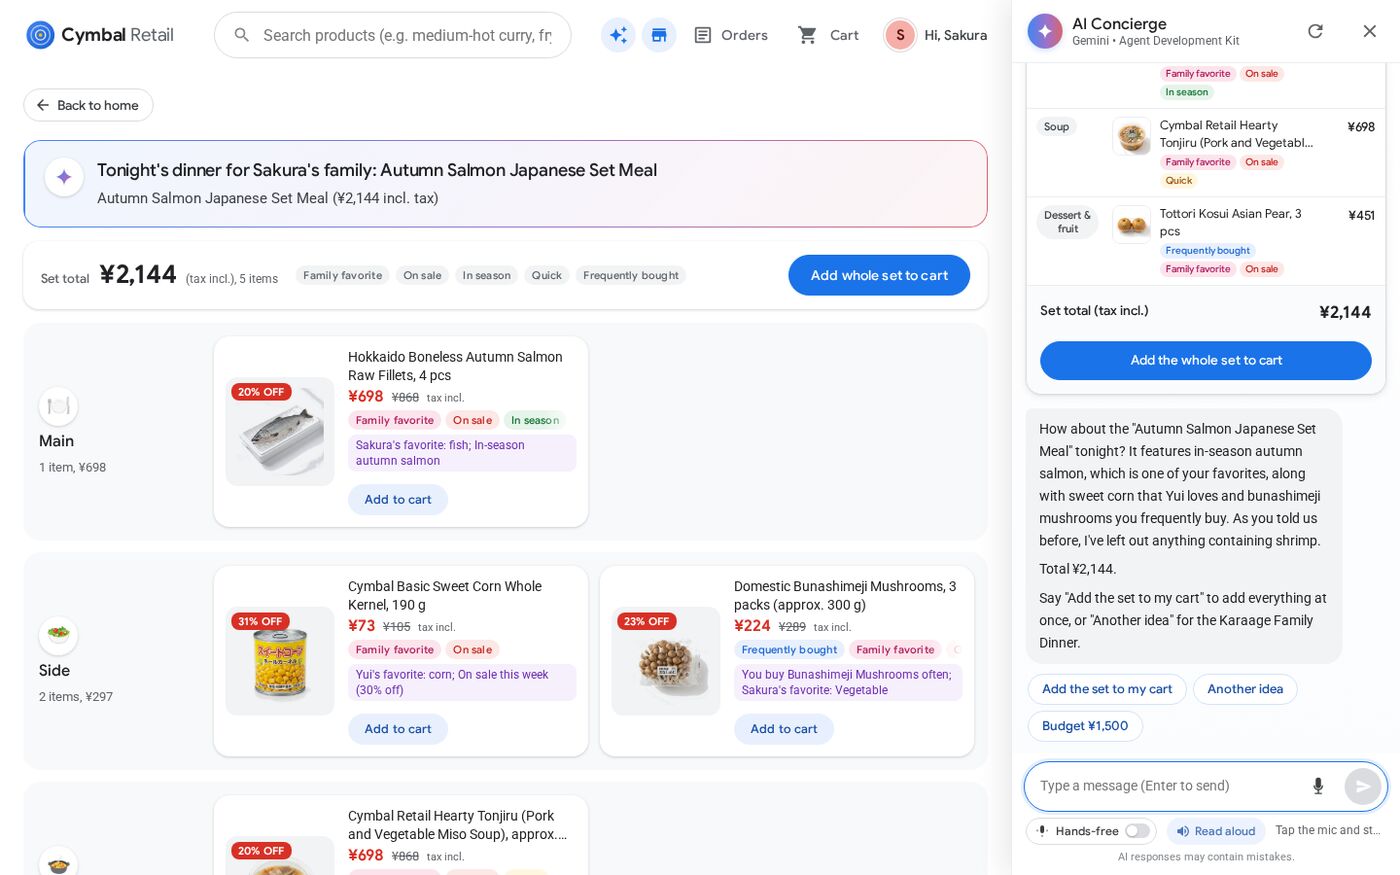 Cymbal Retail
Search products (e.g. medium-hot curry, fr
Orders
Cart
S
Hi, Sakura
Back to home
Tonight's dinner for Sakura's family: Autumn Salmon Japanese Set Meal
Autumn Salmon Japanese Set Meal (¥2,144 incl. tax)
Set total ¥2,144 (tax incl.), 5 items
Family favorite
On sale
In season
Quick
Frequently bought
Add whole set to cart
Main
1 item, ¥698
20% OFF
Hokkaido Boneless Autumn Salmon
Raw Fillets, 4 pcs
¥698 ¥868 tax incl.
Family favorite
On sale
In season
Sakura's favorite: fish; In-season
autumn salmon
Add to cart
Side
2 items, ¥297
31% OFF
スイートコーン
Cymbal Basic Sweet Corn Whole
Kernel, 190 g
¥73 ¥105 tax incl.
Family favorite
On sale
Yui's favorite: corn; On sale this week
(30% off)
Add to cart
23% OFF
Domestic Bunashimeji Mushrooms, 3
packs (approx. 300 g)
¥224 ¥289 tax incl.
Frequently bought
Family favorite
You buy Bunashimeji Mushrooms often;
Sakura's favorite: Vegetable
Add to cart
20% OFF
Cymbal Retail Hearty Tonjiru (Pork
and Vegetable Miso Soup), approx....
¥698 ¥868 tax incl.
AI Concierge
Gemini • Agent Development Kit
Family favorite
On sale
In season
Soup
Cymbal Retail Hearty
Tonjiru (Pork and Vegetabl...
¥698
Family favorite
On sale
Quick
Dessert &
fruit
Tottori Kosui Asian Pear, 3
pcs
¥451
Frequently bought
Family favorite
On sale
Set total (tax incl.)
¥2,144
Add the whole set to cart
How about the "Autumn Salmon Japanese Set
Meal" tonight? It features in-season autumn
salmon, which is one of your favorites, along
with sweet corn that Yui loves and bunashimeji
mushrooms you frequently buy. As you told us
before, I've left out anything containing shrimp.
Total ¥2,144.
Say "Add the set to my cart" to add everything at
once, or "Another idea" for the Karaage Family
Dinner.
Add the set to my cart
Another idea
Budget ¥1,500
Type a message (Enter to send)
Hands-free
Read aloud
Tap the mic and st...
AI responses may contain mistakes.